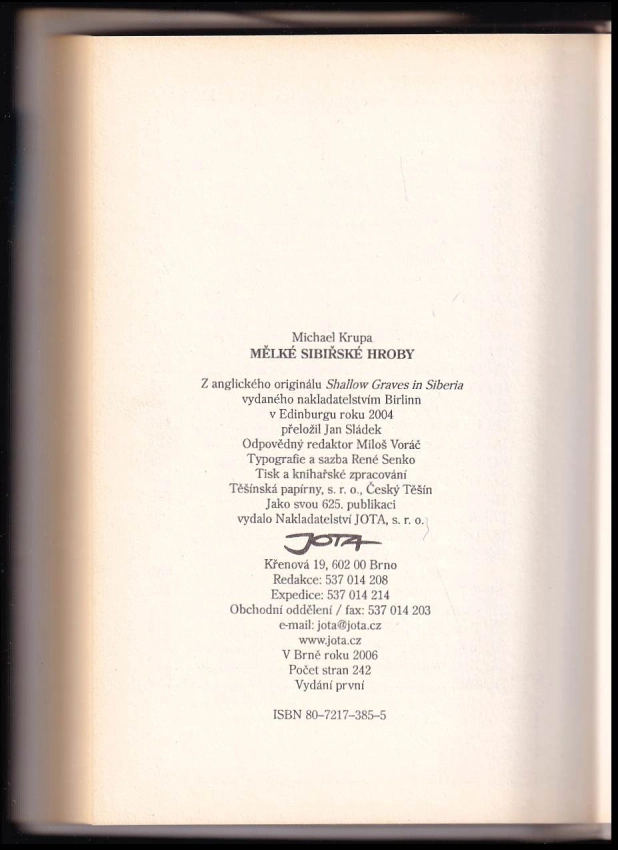 Michael Krupa
MĚLKÉ SIBIŘSKÉ HROBY
Z anglického originálu Shallow Graves in Siberia
vydaného nakladatelstvím Birlinn
v Edinburgu roku 2004
přeložil Jan Sládek
Odpovědný redaktor Miloš Voráč
Typografie a sazba René Senko
Tisk a knihařské zpracování
Těšínská papírny, s. r. o., Český Těšín
Jako svou 625. publikaci
vydalo Nakladatelství JOTA, s. r. o.
JOTA
Křenová 19, 602 00 Brno
Redakce: 537 014 208
Expedice: 537 014 214
Obchodní oddělení / fax: 537 014 203
e-mail: jota@jota.cz
www.jota.cz
V Brně roku 2006
Počet stran 242
Vydání první
ISBN 80–7217–385–5